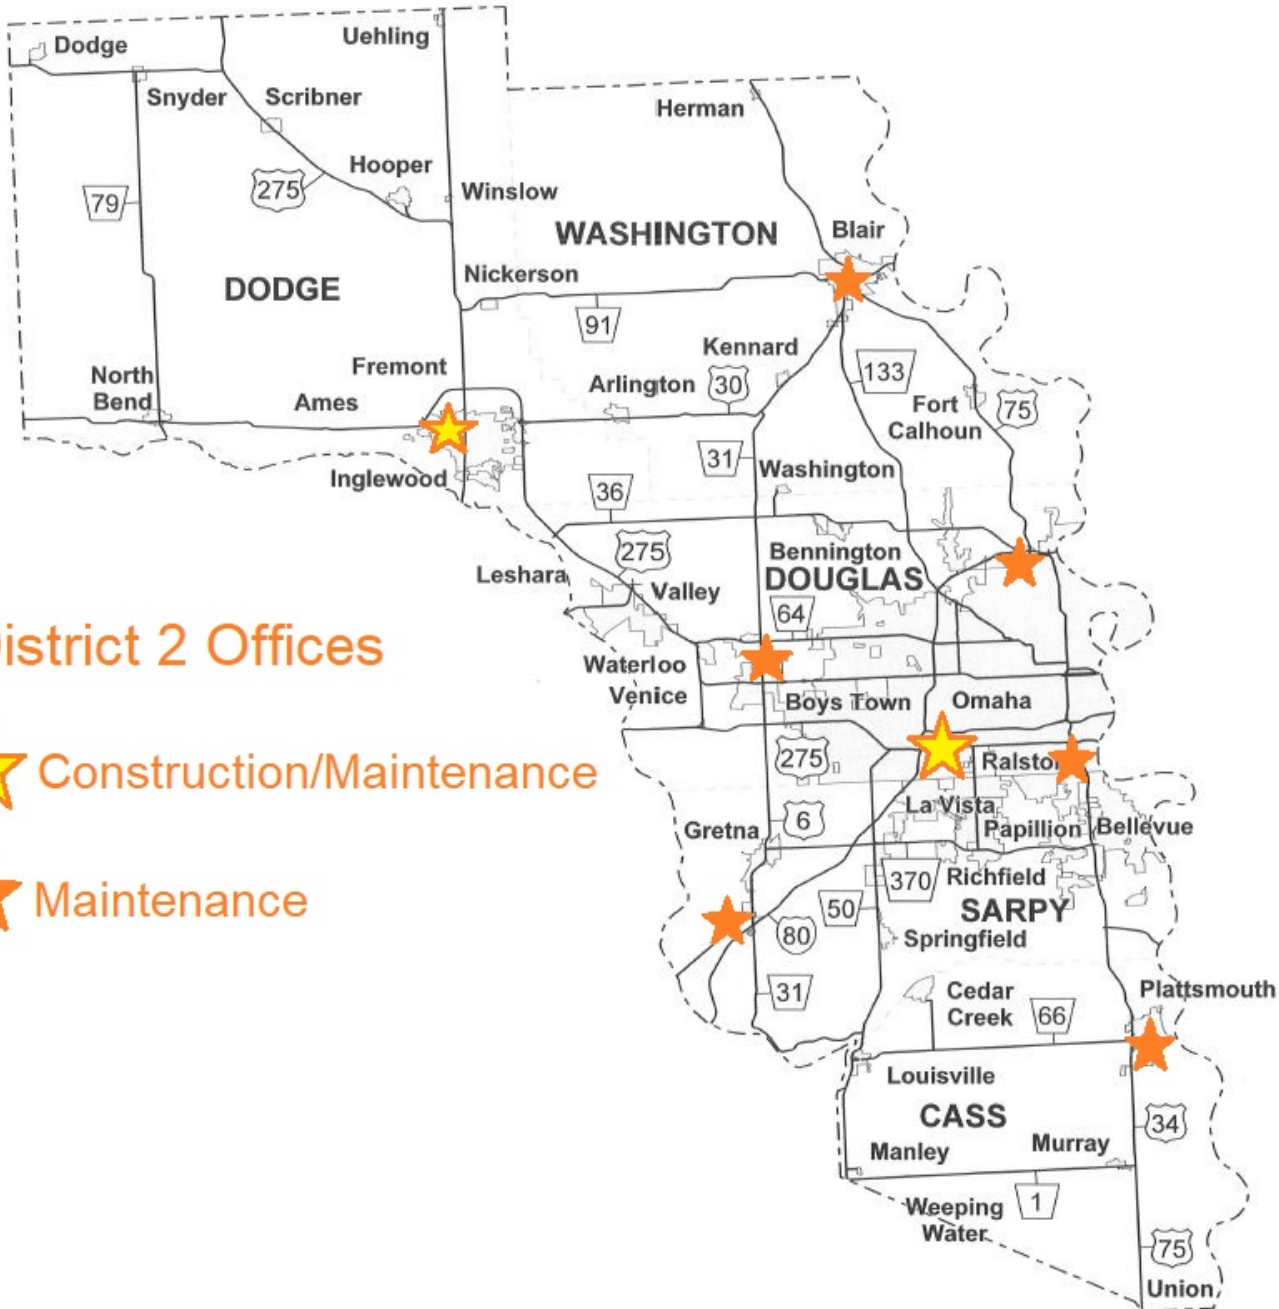 Dodge
Uehling
Snyder
Scribner
Herman
Hooper
275
79
Winslow
WASHINGTON
Blair
Nickerson
DODGE
91
Kennard
133
Fremont
North
Bend
Ames
Arlington
30
Fort
Calhoun
75
31
Washington
Inglewood
36
275
Bennington
DOUGLAS
Leshara
Valley
64
istrict 2 Offices
Waterloo
Venice
Boys Town
Omaha
275
Ralsto
Construction/Maintenance
La Vista
6
Gretna
Papillion
Bellevue
370
Richfield
Maintenance
50
SARPY
80
Springfield
31
Cedar
Creek
66
Plattsmouth
Louisville
CASS
34
Manley
Murray
Weeping
Water
1
75
Union